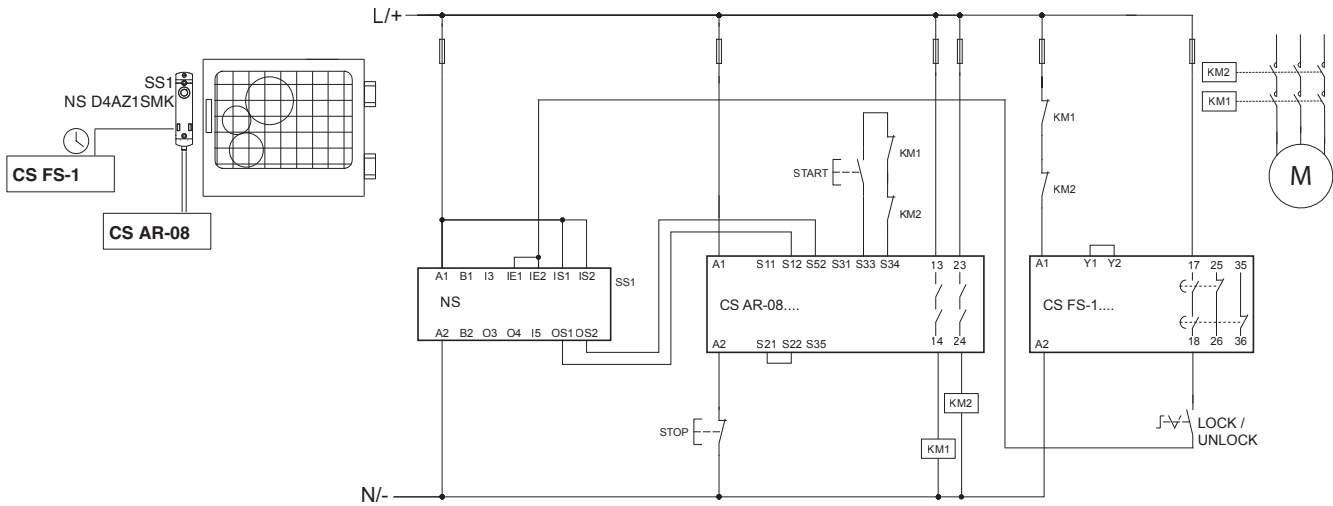 L/+
SS1
NS D4AZ1SMK
CS FS-1
CS AR-08
KM2
KM1
M
KM1
KM2
START
KM1
KM2
A1 B1 I3 IE1 IE2 IS1 IS2
SS1
NS
A2 B2 O3 O4 I5 OS1 OS2
A1 S11 S12 S52 S31 S33 S34 13 23
CS AR-08....
A2 S21 S22 S35 14 24
A1 Y1 Y2 17 25 35
CS FS-1....
A2 18 26 36
STOP
KM2
KM1
LOCK /
UNLOCK
N/-